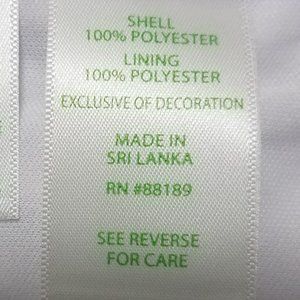 SHELL
100% POLYESTER
LINING
100% POLYESTER
EXCLUSIVE OF DECORATION
MADE IN
SRI LANKA
RN #88189
SEE REVERSE
FOR CARE